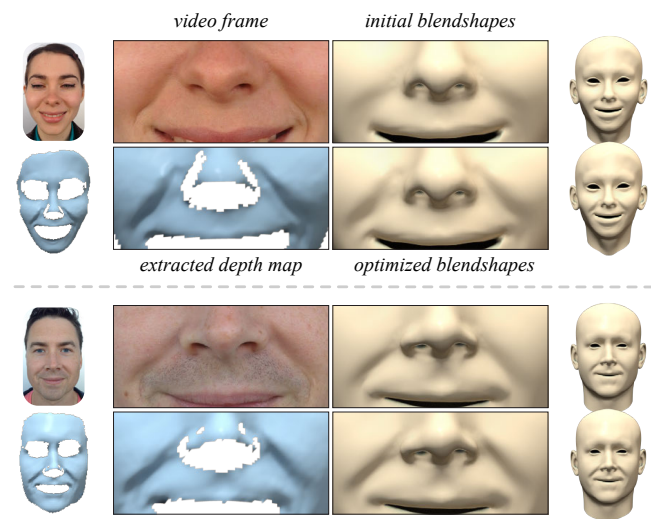 video frame
initial blendshapes
extracted depth map
optimized blendshapes